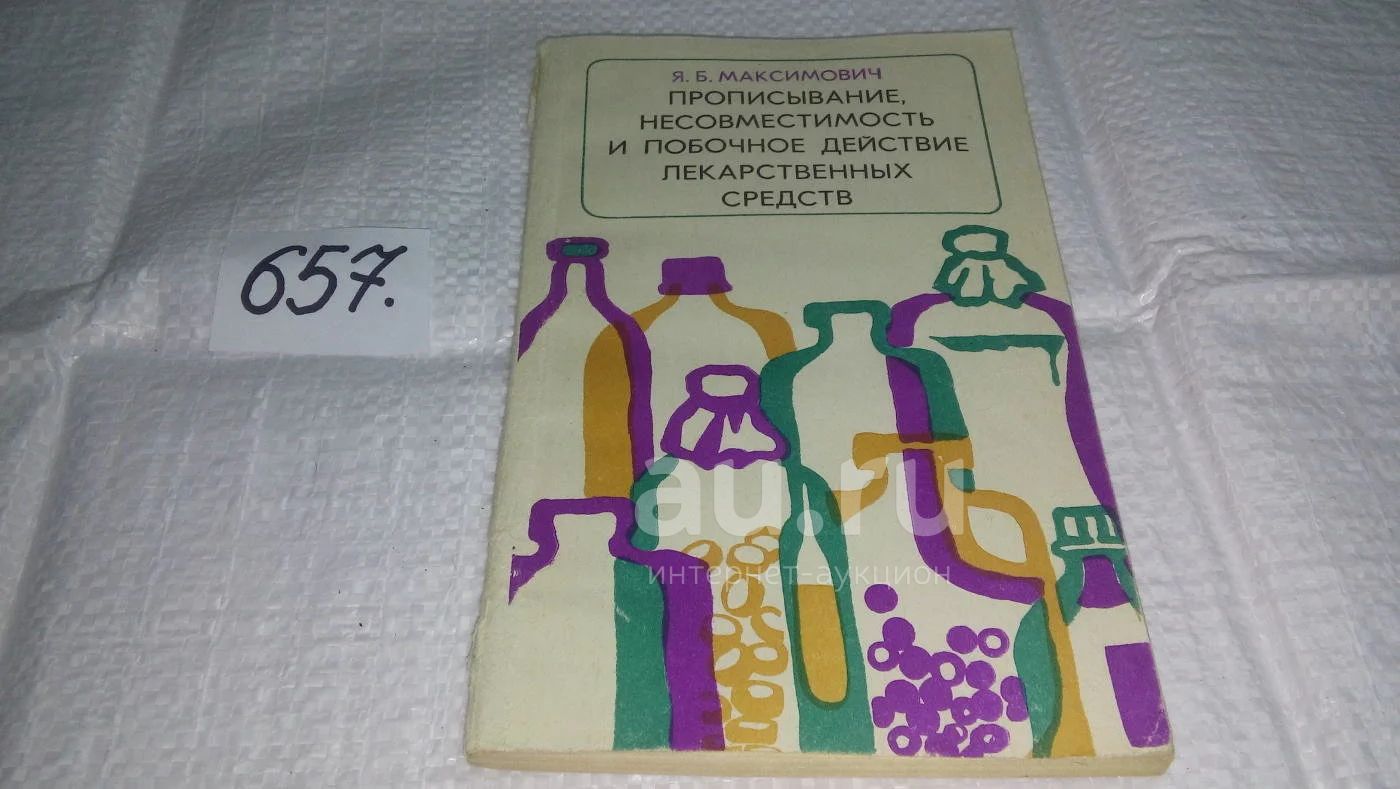 Я. Б. МАКСИМОВИЧ
ПРОПИСЫВАНИЕ,
НЕСОВМЕСТИМОСТЬ
И ПОБОЧНОЕ ДЕЙСТВИЕ
ЛЕКАРСТВЕННЫХ
СРЕДСТВ
657.
au.ru
интернет-аукцион